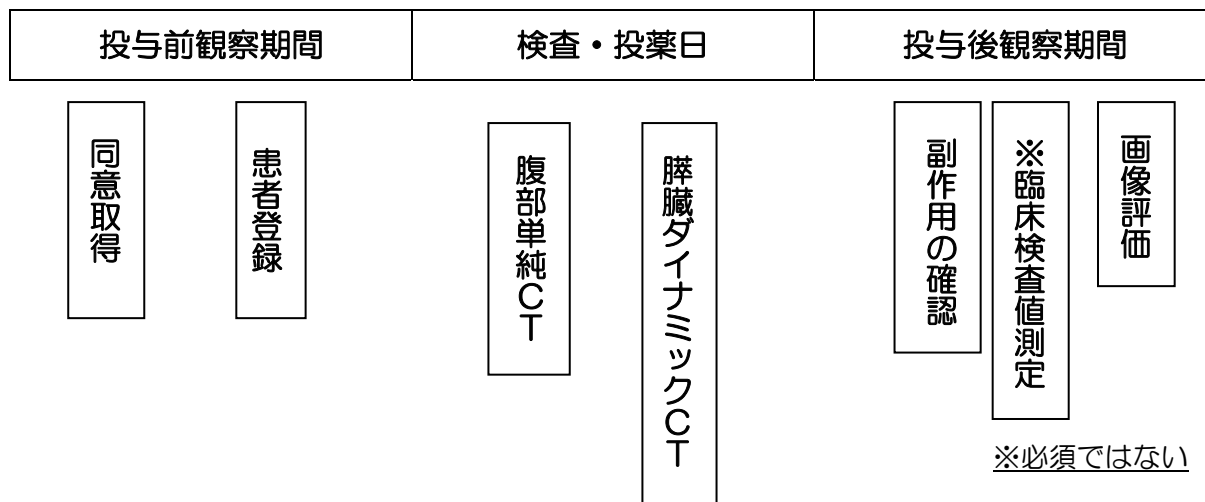 投与前観察期間
検査・投薬日
投与後観察期間
同意取得
患者登録
腹部単純CT
膵臓ダイナミックCT
副作用の確認
※臨床検査値測定
画像評価
※必須ではない